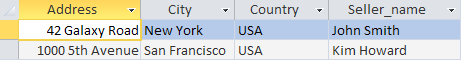 Address City Country Seller_name
42 Galaxy Road New York USA John Smith
1000 5th Avenue San Francisco USA Kim Howard